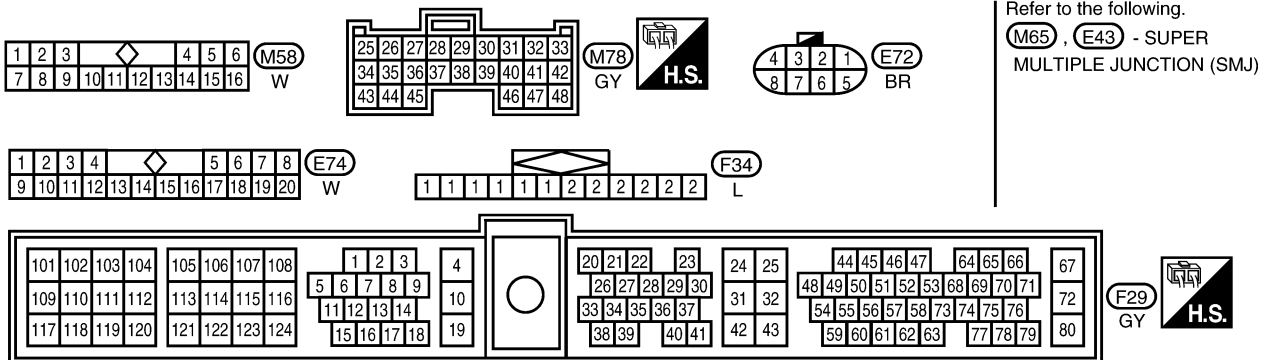 Refer to the following.
M65 , E43 - SUPER
MULTIPLE JUNCTION (SMJ)
1 2 3 4 5 6
7 8 9 10 11 12 13 14 15 16
M58
W
25 26 27 28 29 30 31 32 33
34 35 36 37 38 39 40 41 42
43 44 45 46 47 48
M78
GY
H.S.
4 3 2 1
8 7 6 5
E72
BR
1 2 3 4 5 6 7 8
9 10 11 12 13 14 15 16 17 18 19 20
E74
W
1 1 1 1 1 1 2 2 2 2 2 2
F34
L
101 102 103 104
109 110 111 112
117 118 119 120
105 106 107 108
113 114 115 116
121 122 123 124
1 2 3
5 6 7 8 9
11 12 13 14
15 16 17 18
4
10
19
20 21 22 23
26 27 28 29 30
33 34 35 36 37
38 39 40 41
24 25
31 32
42 43
44 45 46 47 64 65 66
48 49 50 51 52 53 68 69 70 71
54 55 56 57 58 73 74 75 76
59 60 61 62 63 77 78 79
67
72
80
F29
GY
H.S.